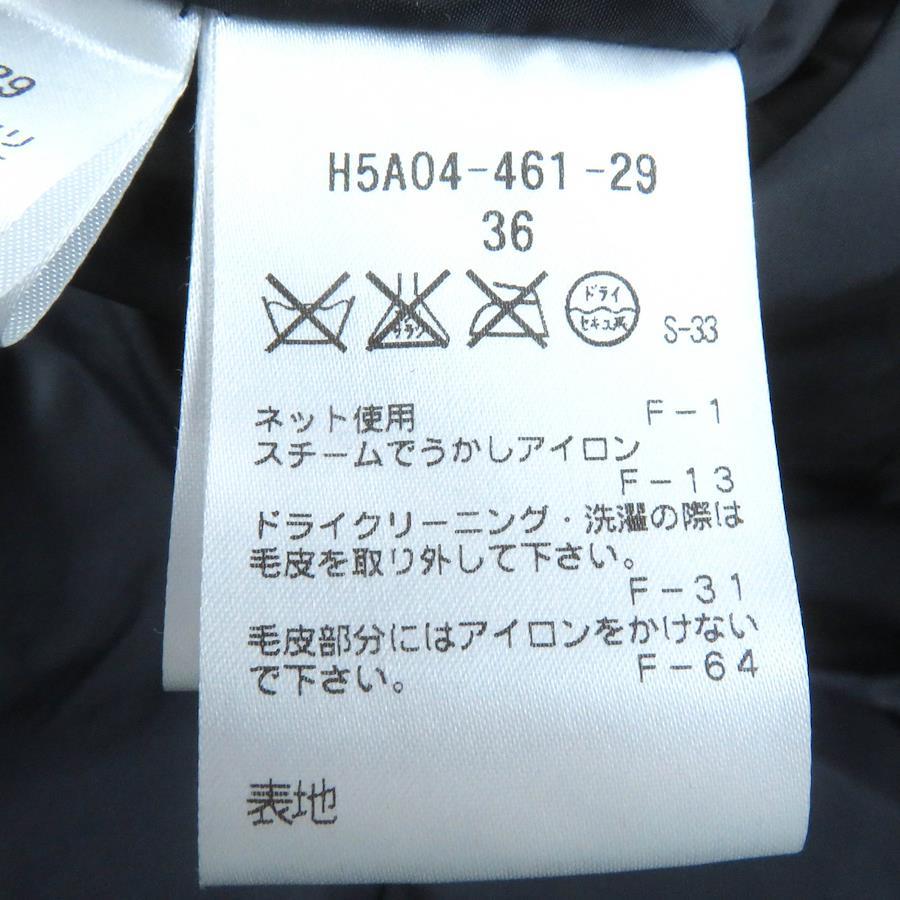 H5A04-461-29
36
ドライ
セキユ系
S-33
ネット使用 F-1
スチームでうかしアイロン
F-13
ドライクリーニング・洗濯の際は
毛皮を取り外して下さい。
F-31
毛皮部分にはアイロンをかけない
で下さい。 F-64
表地